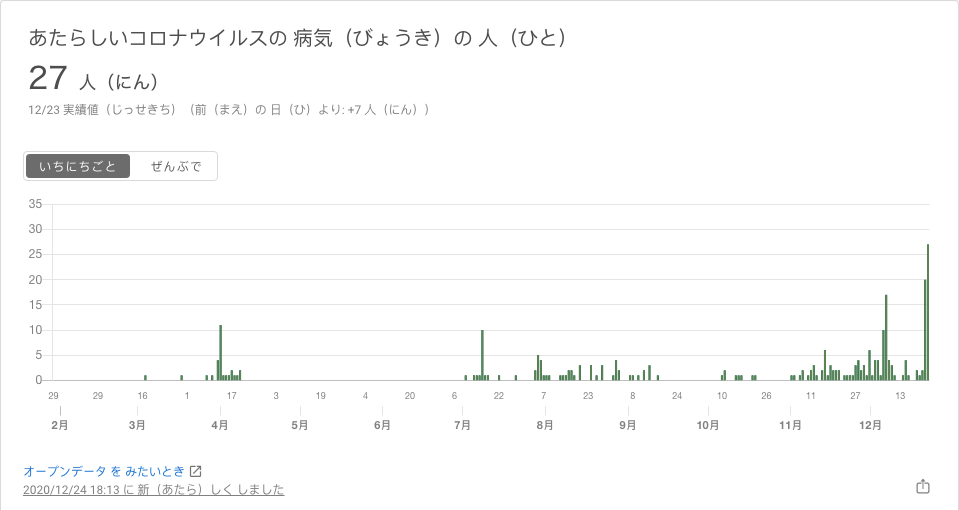 あたらしいコロナウイルスの 病気（びょうき）の 人（ひと）
27 人（にん）
12/23 実績値（じっせきち）（前（まえ）の 日（ひ）より: +7 人（にん））
いちにちごと ぜんぶで
35
30
25
20
15
10
5
0
29 29 16 1 17 3 19 4 20 6 22 7 23 8 24 10 26 11 27 13
2月 3月 4月 5月 6月 7月 8月 9月 10月 11月 12月
オープンデータ を みたいとき
2020/12/24 18:13 に 新（あたら）しく しました